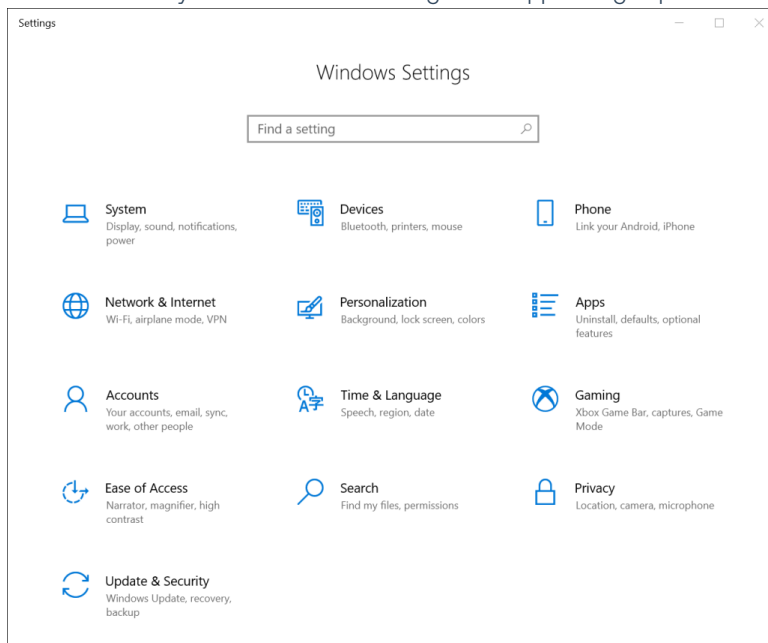 Settings
Windows Settings
Find a setting
System
Display, sound, notifications,
power
Devices
Bluetooth, printers, mouse
Phone
Link your Android, iPhone
Network & Internet
Wi-Fi, airplane mode, VPN
Personalization
Background, lock screen, colors
Apps
Uninstall, defaults, optional
features
Accounts
Your accounts, email, sync,
work, other people
Time & Language
Speech, region, date
Gaming
Xbox Game Bar, captures, Game
Mode
Ease of Access
Narrator, magnifier, high
contrast
Search
Find my files, permissions
Privacy
Location, camera, microphone
Update & Security
Windows Update, recovery,
backup